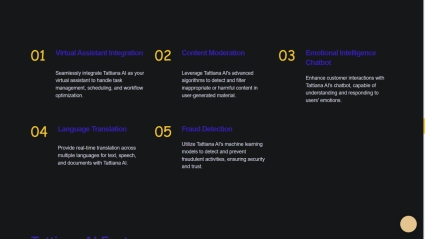 01 Virtual Assistant Integration
Seamlessly integrate Tattiana AI as your
virtual assistant to handle task
management, scheduling, and workflow
optimization.
02 Content Moderation
Leverage Tattiana AI's advanced
algorithms to detect and filter
inappropriate or harmful content in
user-generated material.
03 Emotional Intelligence
Chatbot
Enhance customer interactions with
Tattiana AI's chatbot, capable of
understanding and responding to
users' emotions.
04 Language Translation
Provide real-time translation across
multiple languages for text, speech,
and documents with Tattiana AI.
05 Fraud Detection
Utilize Tattiana AI's machine learning
models to detect and prevent
fraudulent activities, ensuring security
and trust.